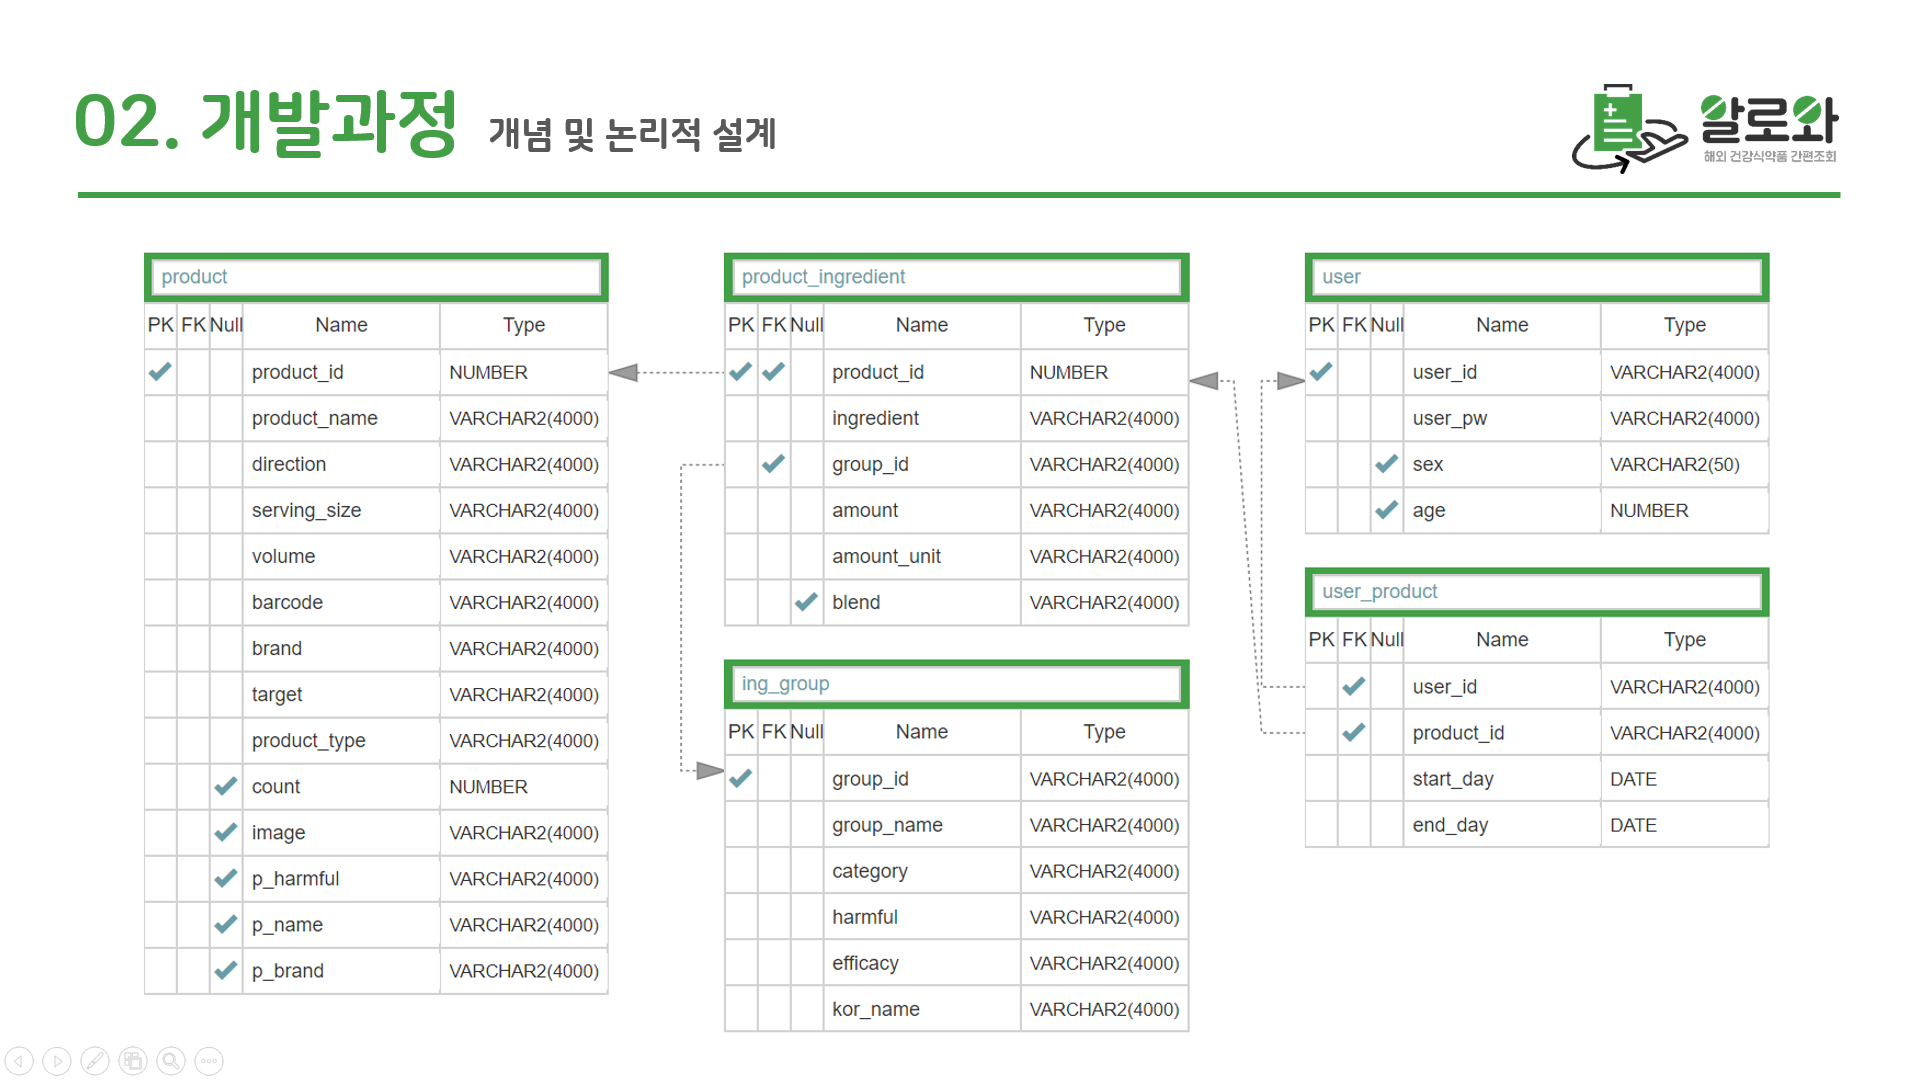 02. 개발과정 개념 및 논리적 설계
알로와
해외 건강식약품 간편조회
product
PK FK Null Name Type
product_id NUMBER
product_name VARCHAR2(4000)
direction VARCHAR2(4000)
serving_size VARCHAR2(4000)
volume VARCHAR2(4000)
barcode VARCHAR2(4000)
brand VARCHAR2(4000)
target VARCHAR2(4000)
product_type VARCHAR2(4000)
count NUMBER
image VARCHAR2(4000)
p_harmful VARCHAR2(4000)
p_name VARCHAR2(4000)
p_brand VARCHAR2(4000)
product_ingredient
PK FK Null Name Type
product_id NUMBER
ingredient VARCHAR2(4000)
group_id VARCHAR2(4000)
amount VARCHAR2(4000)
amount_unit VARCHAR2(4000)
blend VARCHAR2(4000)
ing_group
PK FK Null Name Type
group_id VARCHAR2(4000)
group_name VARCHAR2(4000)
category VARCHAR2(4000)
harmful VARCHAR2(4000)
efficacy VARCHAR2(4000)
kor_name VARCHAR2(4000)
user
PK FK Null Name Type
user_id VARCHAR2(4000)
user_pw VARCHAR2(4000)
sex VARCHAR2(50)
age NUMBER
user_product
PK FK Null Name Type
user_id VARCHAR2(4000)
product_id VARCHAR2(4000)
start_day DATE
end_day DATE